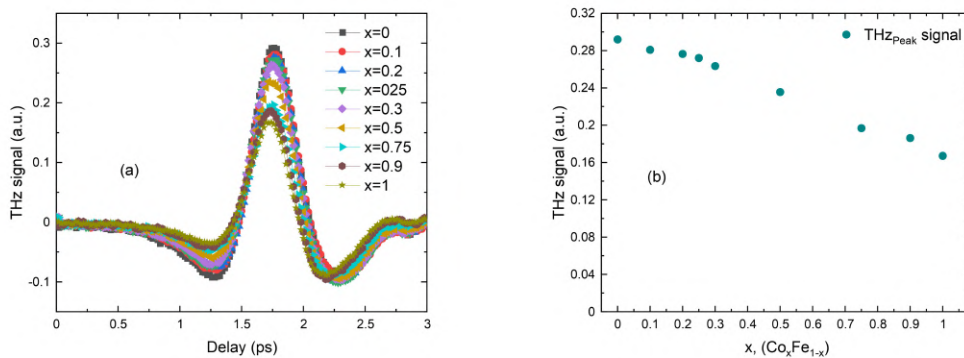 0.3
0.2
0.1
0
-0.1
THz signal (a.u.)
0
0.5
1
1.5
2
2.5
3
Delay (ps)
(a)
x=0
x=0.1
x=0.2
x=025
x=0.3
x=0.5
x=0.75
x=0.9
x=1
0.32
0.28
0.24
0.2
0.16
0.12
0.08
0.04
0
THz signal (a.u.)
0
0.1
0.2
0.3
0.4
0.5
0.6
0.7
0.8
0.9
1
x, (CoₓFe₁₋ₓ)
(b)
THz_Peak signal